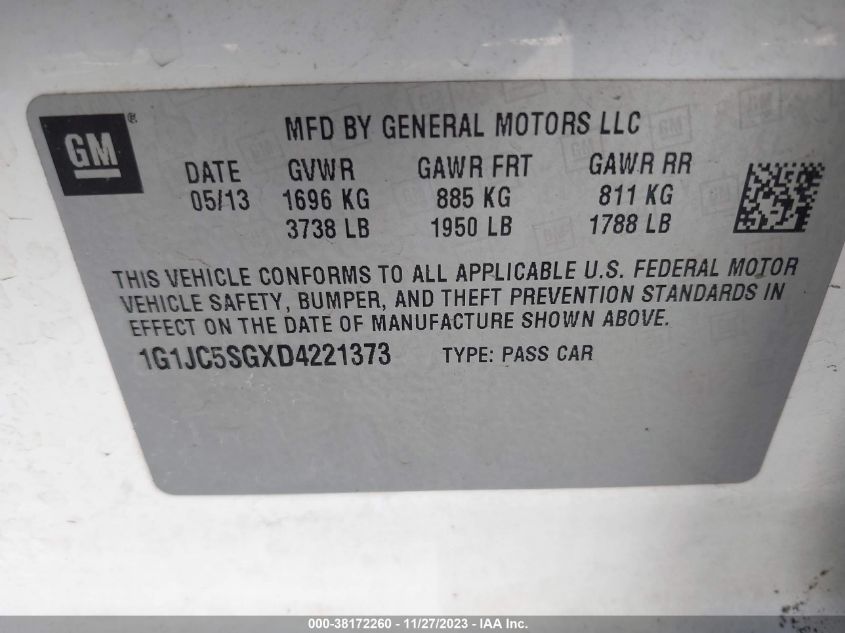 GM ®
MFD BY GENERAL MOTORS LLC
DATE GVWR GAWR FRT GAWR RR
05/13 1696 KG 885 KG 811 KG
3738 LB 1950 LB 1788 LB
THIS VEHICLE CONFORMS TO ALL APPLICABLE U.S. FEDERAL MOTOR
VEHICLE SAFETY, BUMPER, AND THEFT PREVENTION STANDARDS IN
EFFECT ON THE DATE OF MANUFACTURE SHOWN ABOVE.
1G1JC5SGXD4221373 TYPE: PASS CAR
000-38172260 - 11/27/2023 - IAA Inc.